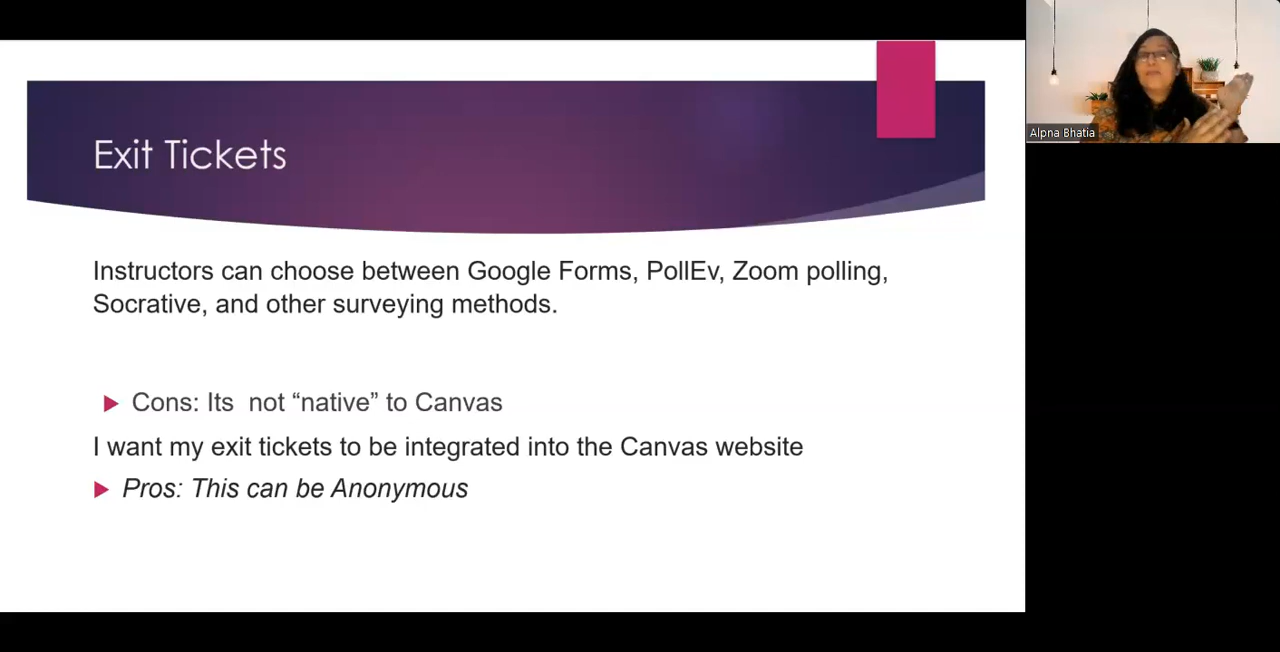 Exit Tickets
Instructors can choose between Google Forms, PollEv, Zoom polling,
Socrative, and other surveying methods.
Cons: Its  not “native” to Canvas
I want my exit tickets to be integrated into the Canvas website
Pros: This can be Anonymous
Alpna Bhatia